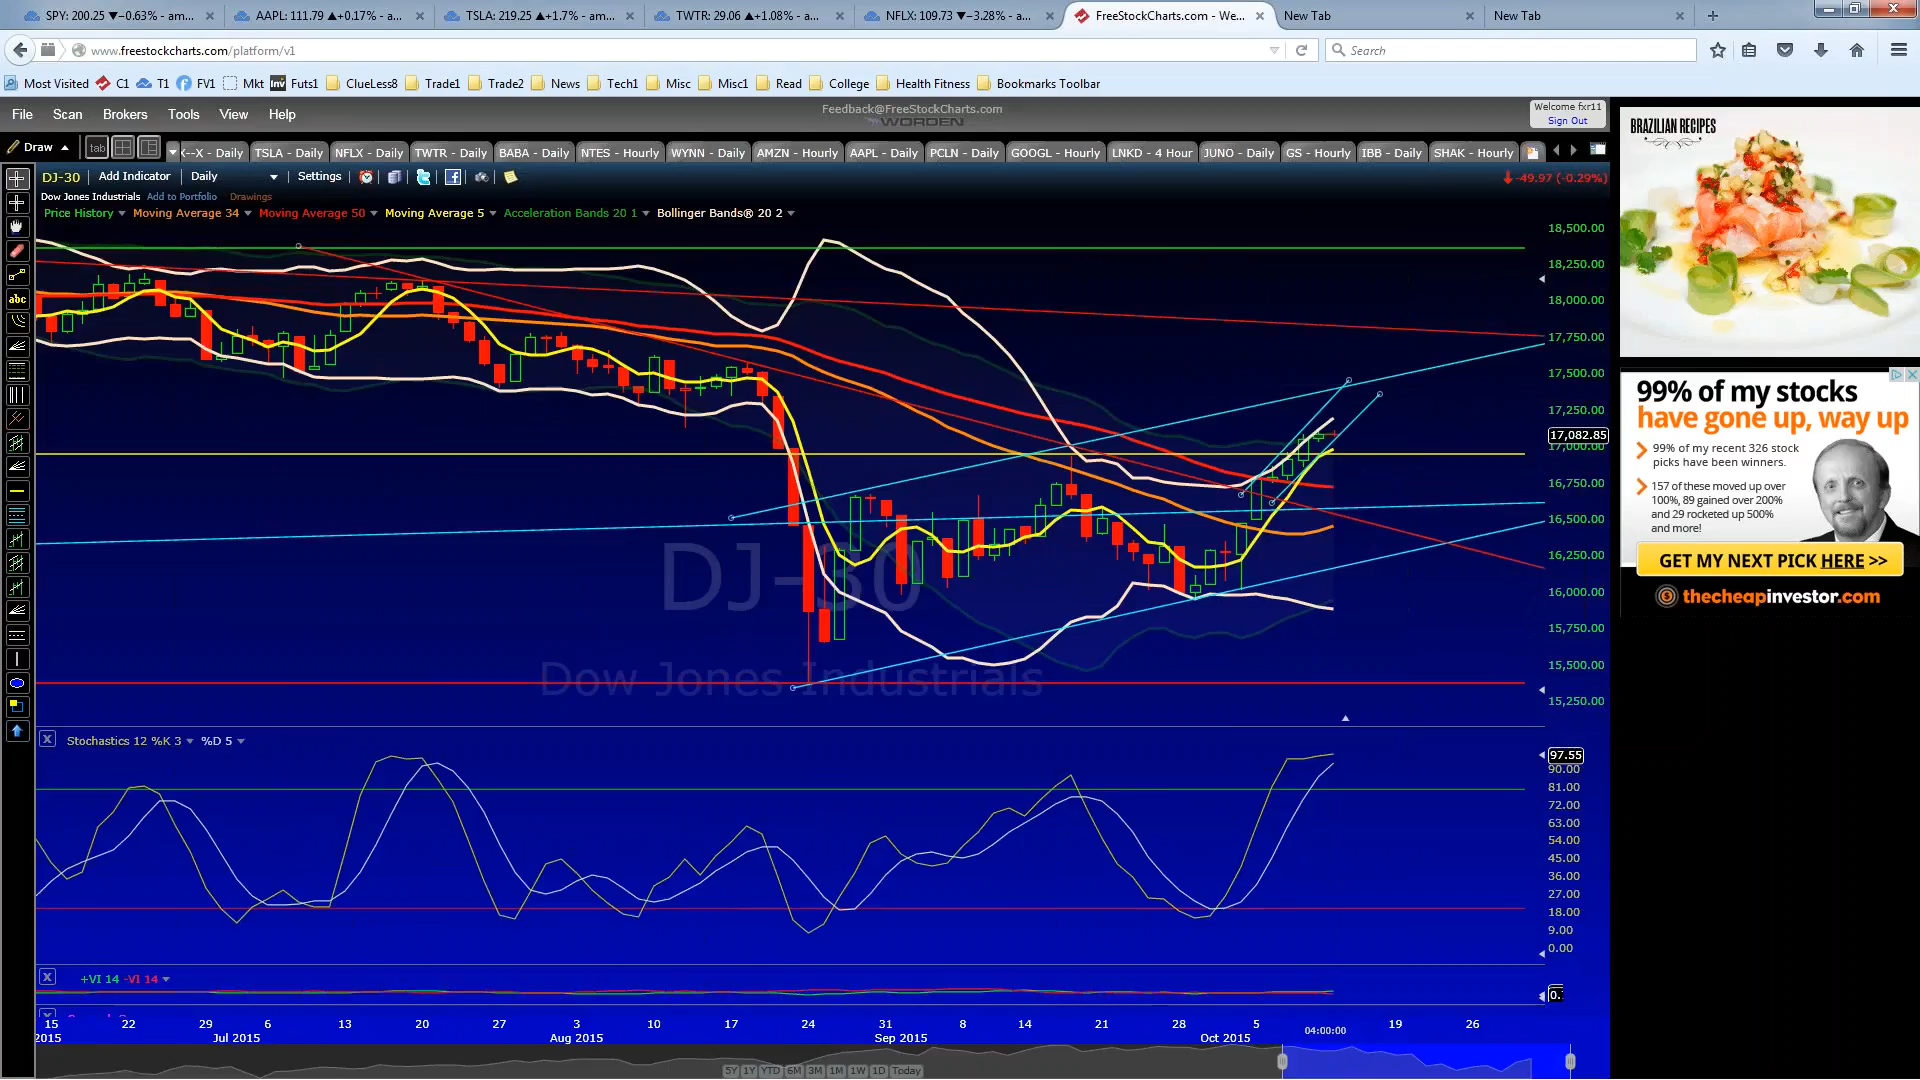 SPY: 200.25 ▼−0.63% - am...
AAPL: 111.79 ▲+0.17% - a...
TSLA: 219.25 ▲+1.7% - am...
TWTR: 29.06 ▲+1.08% - a...
NFLX: 109.73 ▼−3.28% - a...
FreeStockCharts.com - We...
New Tab
New Tab
www.freestockcharts.com/platform/v1
Search
Most Visited C1 T1 FV1 Mkt Inv Futs1 ClueLess8 Trade1 Trade2 News Tech1 Misc Misc1 Read College Health Fitness Bookmarks Toolbar
File Scan Brokers Tools View Help
Feedback@FreeStockCharts.com
WORDEN
Welcome fxr11
Sign Out
Draw tab X--X - Daily TSLA - Daily NFLX - Daily TWTR - Daily BABA - Daily NTES - Hourly WYNN - Daily AMZN - Hourly AAPL - Daily PCLN - Daily GOOGL - Hourly LNKD - 4 Hour JUNO - Daily GS - Hourly IBB - Daily SHAK - Hourly
DJ-30 Add Indicator Daily Settings
-49.97 (-0.29%)
Dow Jones Industrials Add to Portfolio Drawings
Price History Moving Average 34 Moving Average 50 Moving Average 5 Acceleration Bands 20 1 Bollinger Bands® 20 2
abc
18,500.00
18,250.00
18,000.00
17,750.00
17,500.00
17,250.00
17,082.85
17,000.00
16,750.00
16,500.00
16,250.00
16,000.00
15,750.00
15,500.00
15,250.00
DJ-30
Dow Jones Industrials
X Stochastics 12 %K 3 %D 5
97.55
90.00
81.00
72.00
63.00
54.00
45.00
36.00
27.00
18.00
9.00
0.00
X +VI 14 -VI 14
0.
15 22 29 6 13 20 27 3 10 17 24 31 8 14 21 28 5 04:00:00 19 26
2015 Jul 2015 Aug 2015 Sep 2015 Oct 2015
5Y 1Y YTD 6M 3M 1M 1W 1D Today
BRAZILIAN RECIPES
99% of my stocks
have gone up, way up
99% of my recent 326 stock
picks have been winners.
157 of these moved up over
100%, 89 gained over 200%
and 29 rocketed up 500%
and more!
GET MY NEXT PICK HERE >>
thecheapinvestor.com